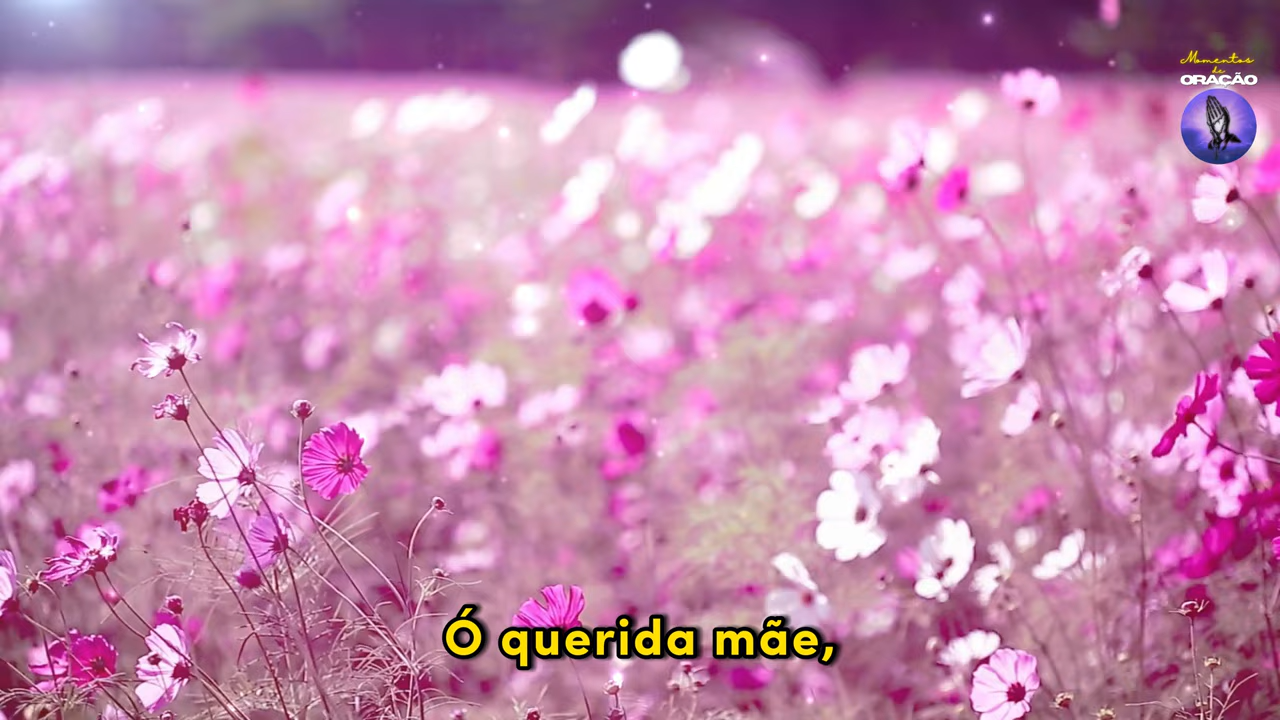 Momentos
de
ORAÇÃO
Ó querida mãe,